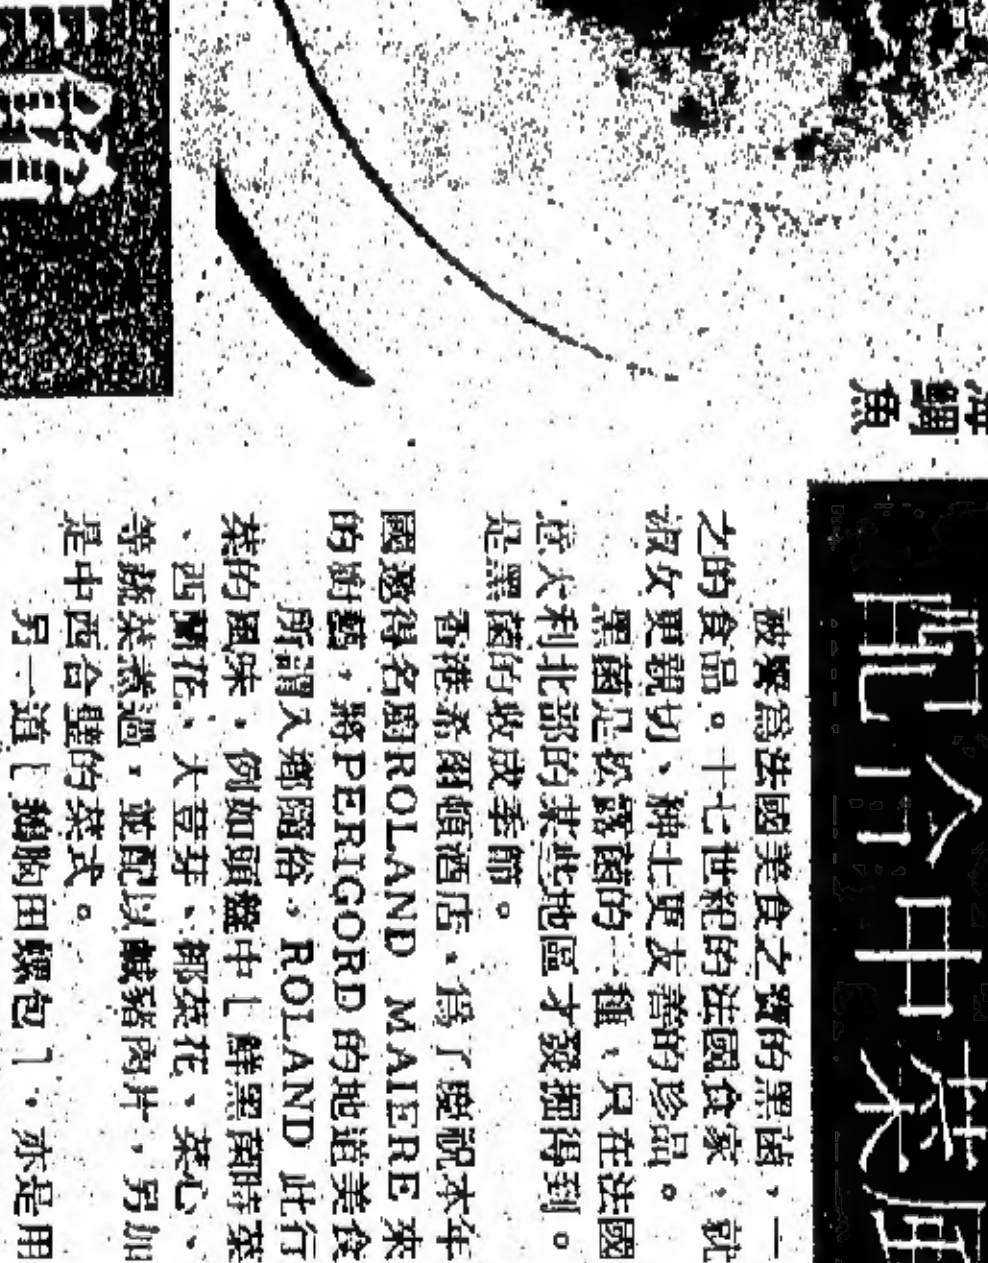 鯛
魚
合中菜
被譽為法國美食之寶的黑菌，一
之的食品。十七世紀的法國食家，就
淑女更親切、紳士更友善的珍品。
黑菌是松露菌的一種，只在法國
意大利北部的某些地區才發掘得到。
是黑菌的收成季節。
香港希爾頓酒店，為了慶祝本年
國邀得名廚ROLAND MAIERE 來
的廚藝，將PERIGORD 的地道美食
所謂入鄉隨俗，ROLAND 此行
菜的風味，例如頭盤中「鮮黑菌時菜
、西蘭花、大荳芽、椰菜花、菜心、
等蔬菜煮過，並配以鹹豬肉片，另加
是中西合璧的菜式。
另一道「鵝胸田螺包」，亦是用
節